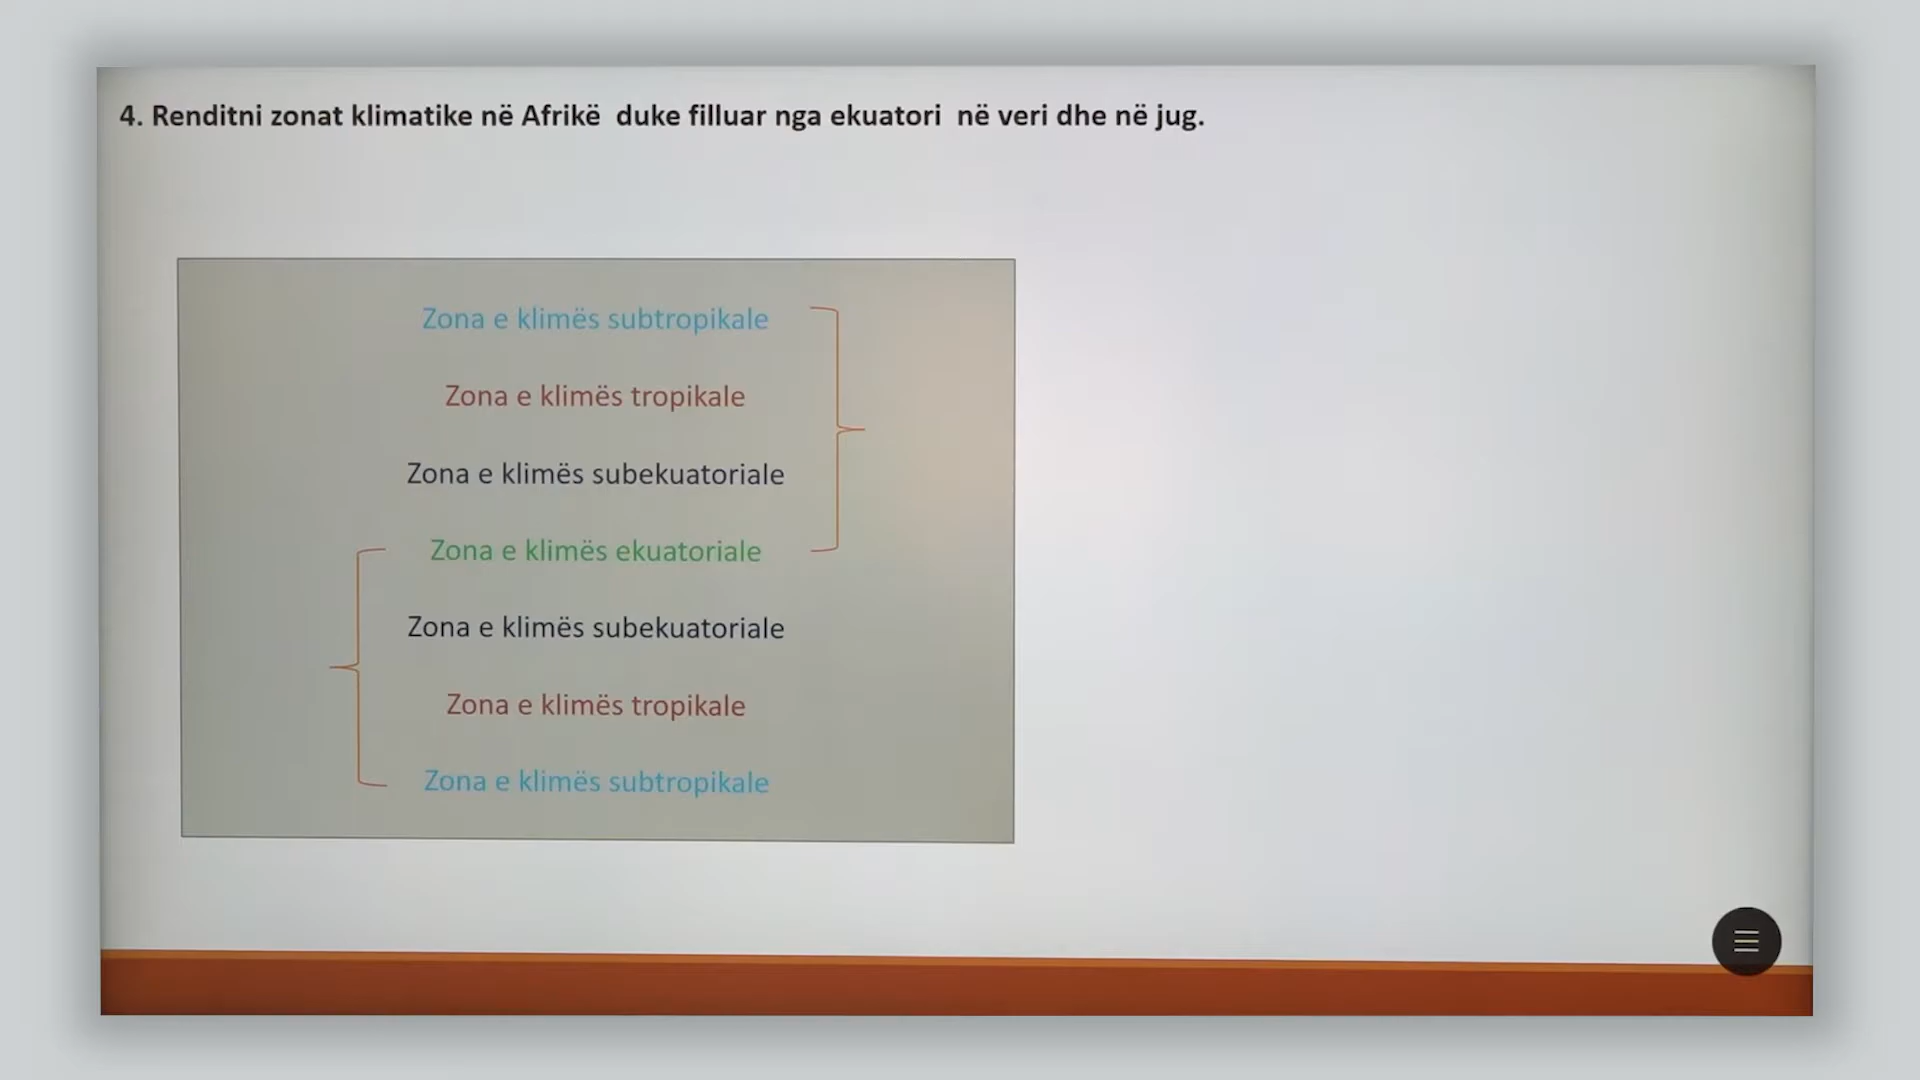 4. Renditni zonat klimatike në Afrikë duke filluar nga ekuatori në veri dhe në jug.
Zona e klimës subtropikale
Zona e klimës tropikale
Zona e klimës subekuatoriale
Zona e klimës ekuatoriale
Zona e klimës subekuatoriale
Zona e klimës tropikale
Zona e klimës subtropikale